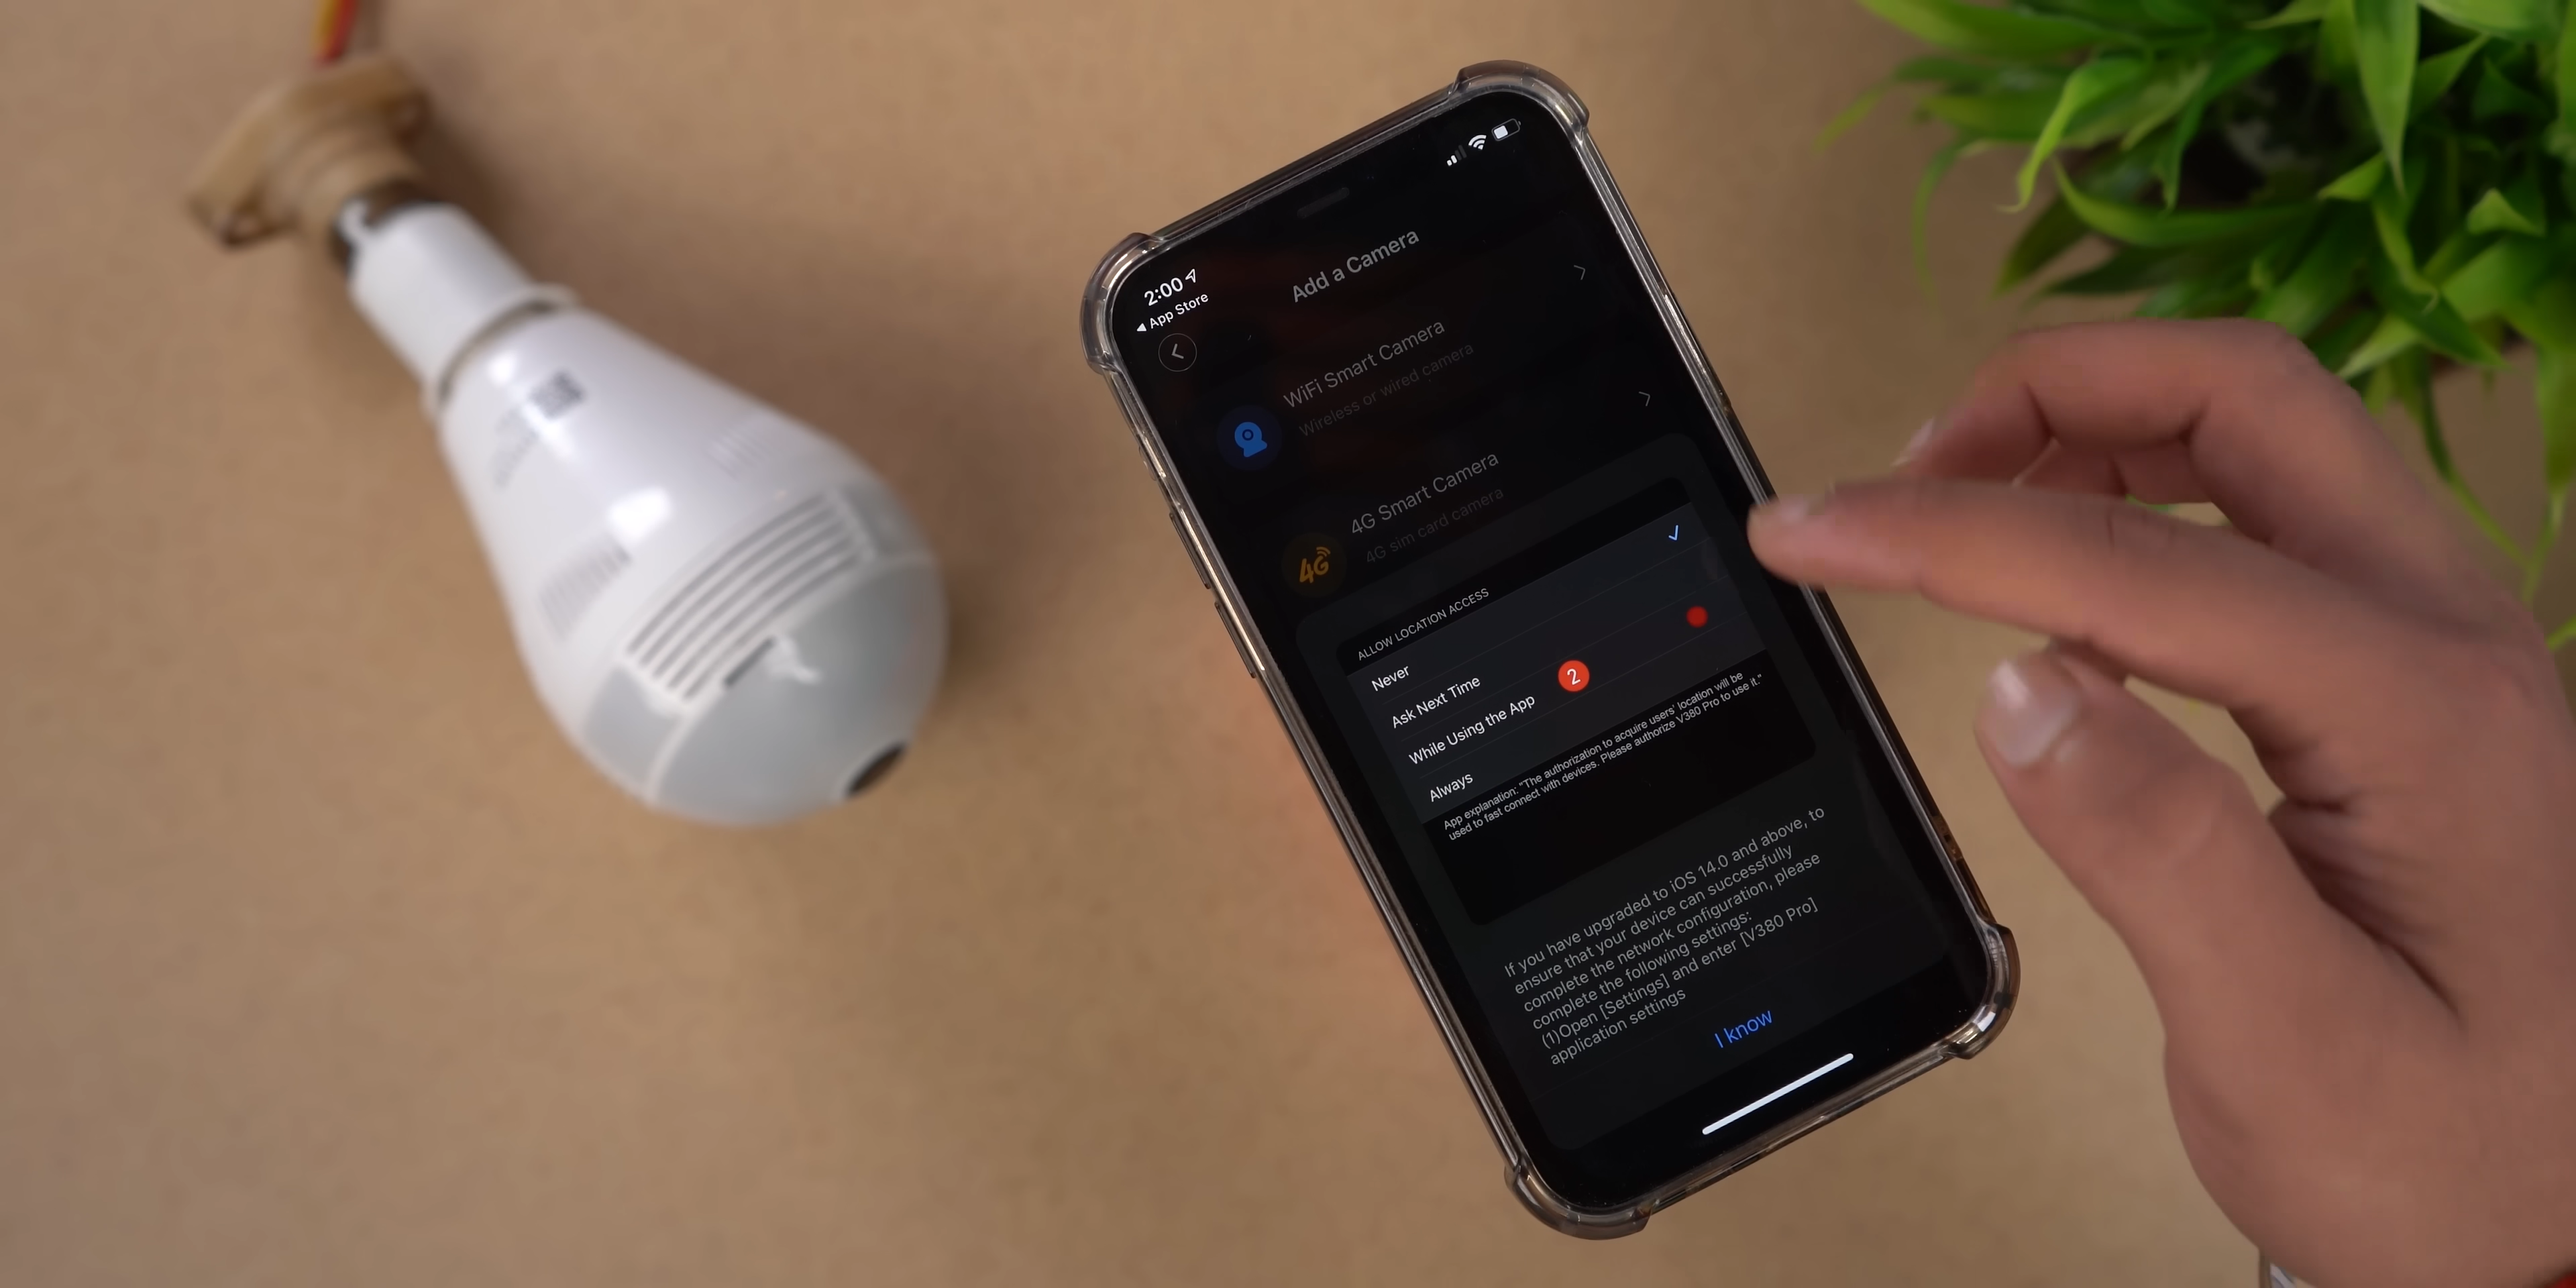 2:00
◀ App Store
Add a Camera
WiFi Smart Camera
Wireless or wired camera
4G
4G Smart Camera
4G sim card camera
ALLOW LOCATION ACCESS
Never
Ask Next Time
While Using the App
2
Always
App explanation: "The authorization to acquire users' location will be
used to fast connect with devices. Please authorize V380 Pro to use it."
If you have upgraded to iOS 14.0 and above, to
ensure that your device can successfully
complete the network configuration, please
complete the following settings:
(1)Open [Settings] and enter [V380 Pro]
application settings
I know